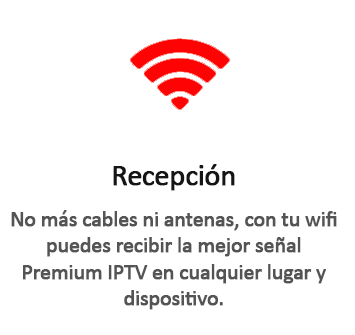 Recepción
No más cables ni antenas, con tu wifi
puedes recibir la mejor señal
Premium IPTV en cualquier lugar y
dispositivo.